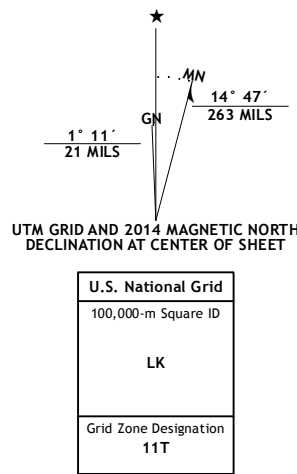 MN
GN
14° 47´
263 MILS
1° 11´
21 MILS
UTM GRID AND 2014 MAGNETIC NORTH
DECLINATION AT CENTER OF SHEET
U.S. National Grid
100,000-m Square ID
LK
Grid Zone Designation
11T